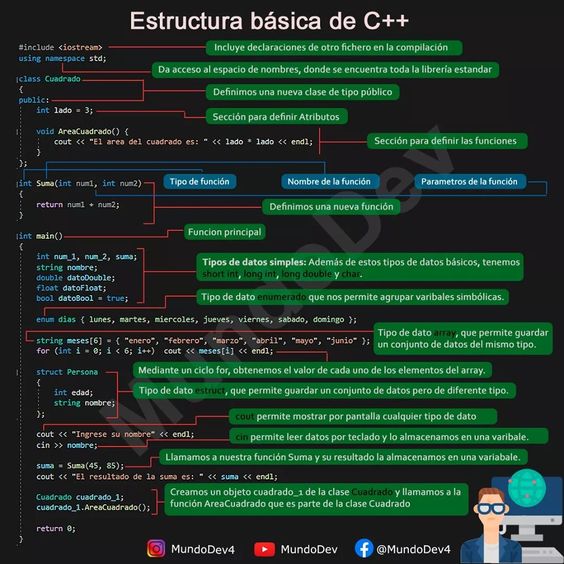 Estructura básica de C++
#include <iostream>
Incluye declaraciones de otro fichero en la compilación
using namespace std;
Da acceso al espacio de nombres, donde se encuentra toda la librería estandar
class Cuadrado
{
Definimos una nueva clase de tipo público
public:
int lado = 3;
Sección para definir Atributos
void AreaCuadrado() {
cout << "El area del cuadrado es: " << lado * lado << endl;
Sección para definir las funciones
}
};
Tipo de función
Nombre de la función
Parametros de la función
int Suma(int num1, int num2)
{
return num1 + num2;
Definimos una nueva función
}
Funcion principal
int main()
{
int num_1, num_2, suma;
string nombre;
double datoDouble;
float datoFloat;
bool datoBool = true;
Tipos de datos simples: Además de estos tipos de datos básicos, tenemos
short int, long int, long double y char.
Tipo de dato enumerado que nos permite agrupar varibales simbólicas.
enum dias { lunes, martes, miercoles, jueves, viernes, sabado, domingo };
string meses[6] = { "enero", "febrero", "marzo", "abril", "mayo", "junio" };
for (int i = 0; i < 6; i++) cout << meses[i] << endl;
Tipo de dato array, que permite guardar
un conjunto de datos del mismo tipo.
Mediante un ciclo for, obtenemos el valor de cada uno de los elementos del array.
struct Persona
{
int edad;
string nombre;
};
Tipo de dato estruct, que permite guardar un conjunto de datos pero de diferente tipo.
cout permite mostrar por pantalla cualquier tipo de dato
cout << "Ingrese su nombre" << endl;
cin >> nombre;
cin permite leer datos por teclado y lo almacenamos en una varibale.
Llamamos a nuestra función Suma y su resultado la almacenamos en una variabale.
suma = Suma(45, 85);
cout << "El resultado de la suma es: " << suma << endl;
Cuadrado cuadrado_1;
cuadrado_1.AreaCuadrado();
Creamos un objeto cuadrado_1 de la clase Cuadrado y llamamos a la
función AreaCuadrado que es parte de la clase Cuadrado
return 0;
}
MundoDev4
MundoDev
@MundoDev4
MundoDev